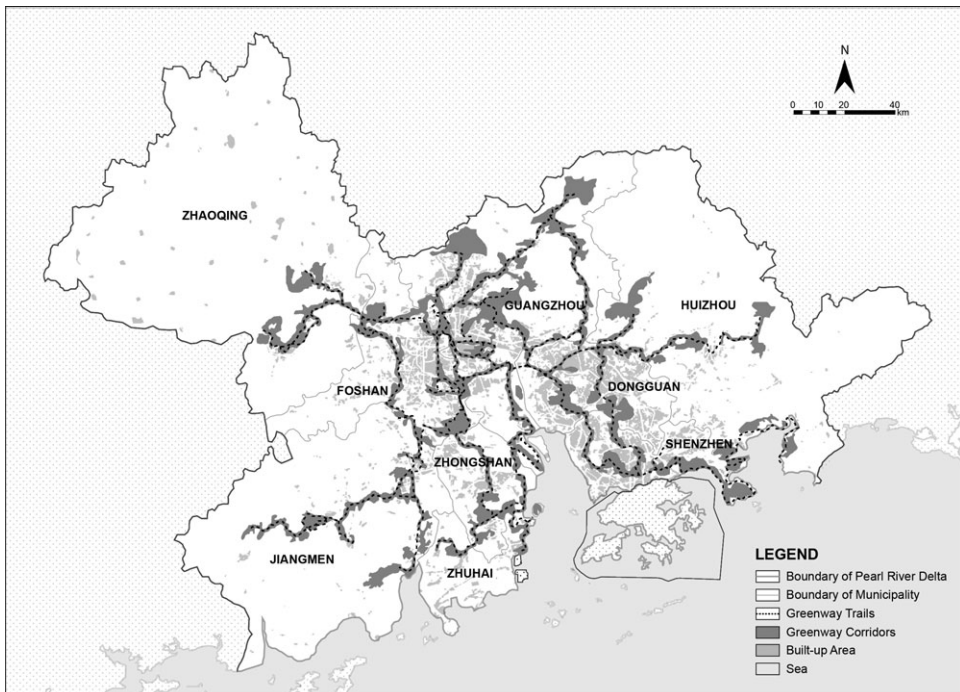 N
0 20 40
km
ZHAOQING
GUANGZHOU
HUIZHOU
FOSHAN
DONGGUAN
SHENZHEN
ZHONGSHAN
JIANGMEN
ZHUHAI
LEGEND
Boundary of Pearl River Delta
Boundary of Municipality
Greenway Trails
Greenway Corridors
Built-up Area
Sea